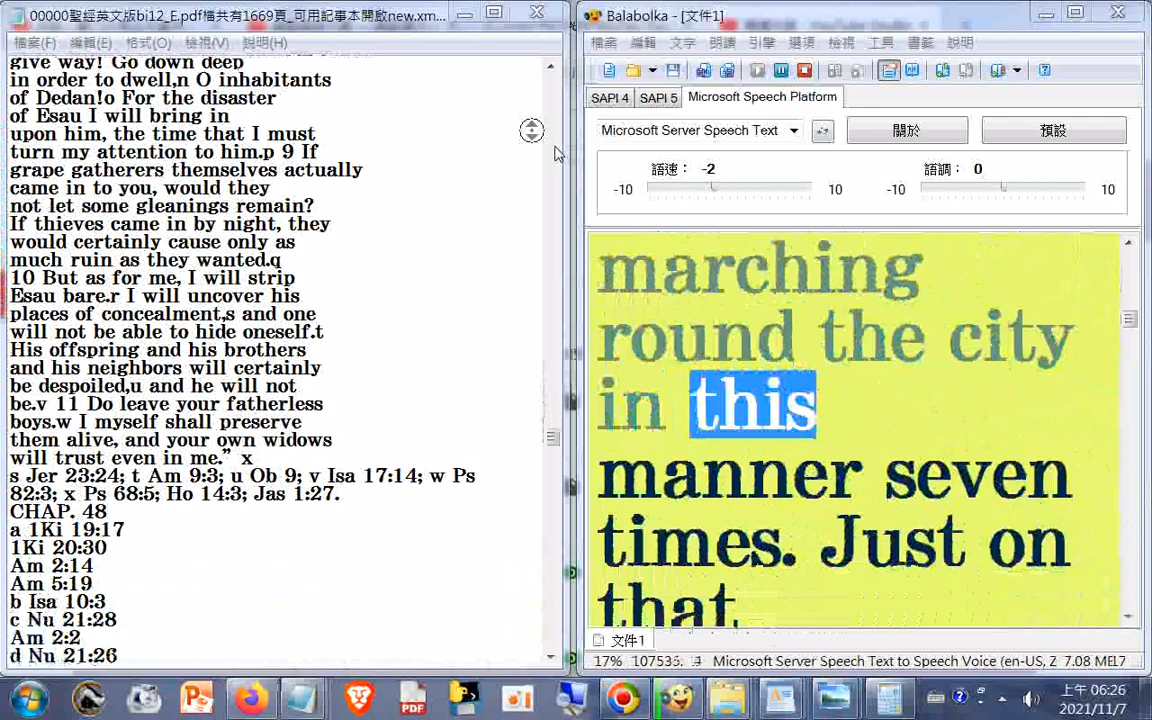 00000聖經英文版bi12_E.pdf檔共有1669頁_可用記事本開啟new.xm...
檔案(F) 編輯(E) 格式(O) 檢視(V) 說明(H)
give way! Go down deep
in order to dwell,n O inhabitants
of Dedan!o For the disaster
of Esau I will bring in
upon him, the time that I must
turn my attention to him.p 9 If
grape gatherers themselves actually
came in to you, would they
not let some gleanings remain?
If thieves came in by night, they
would certainly cause only as
much ruin as they wanted.q
10 But as for me, I will strip
Esau bare.r I will uncover his
places of concealment,s and one
will not be able to hide oneself.t
His offspring and his brothers
and his neighbors will certainly
be despoiled,u and he will not
be.v 11 Do leave your fatherless
boys.w I myself shall preserve
them alive, and your own widows
will trust even in me.” x
s Jer 23:24; t Am 9:3; u Ob 9; v Isa 17:14; w Ps
82:3; x Ps 68:5; Ho 14:3; Jas 1:27.
CHAP. 48
a 1Ki 19:17
1Ki 20:30
Am 2:14
Am 5:19
b Isa 10:3
c Nu 21:28
Am 2:2
d Nu 21:26
Balabolka - [文件1]
檔案 編輯 文字 朗讀 引擎 選項 檢視 工具 書籤 說明
SAPI 4 SAPI 5 Microsoft Speech Platform
Microsoft Server Speech Text 關於 預設
語速: -2 語調: 0
-10 10 -10 10
marching
round the city
in this
manner seven
times. Just on
that
文件1
17% 107535. Microsoft Server Speech Text to Speech Voice (en-US, Z 7.08 МЕ
上午 06:26
2021/11/7